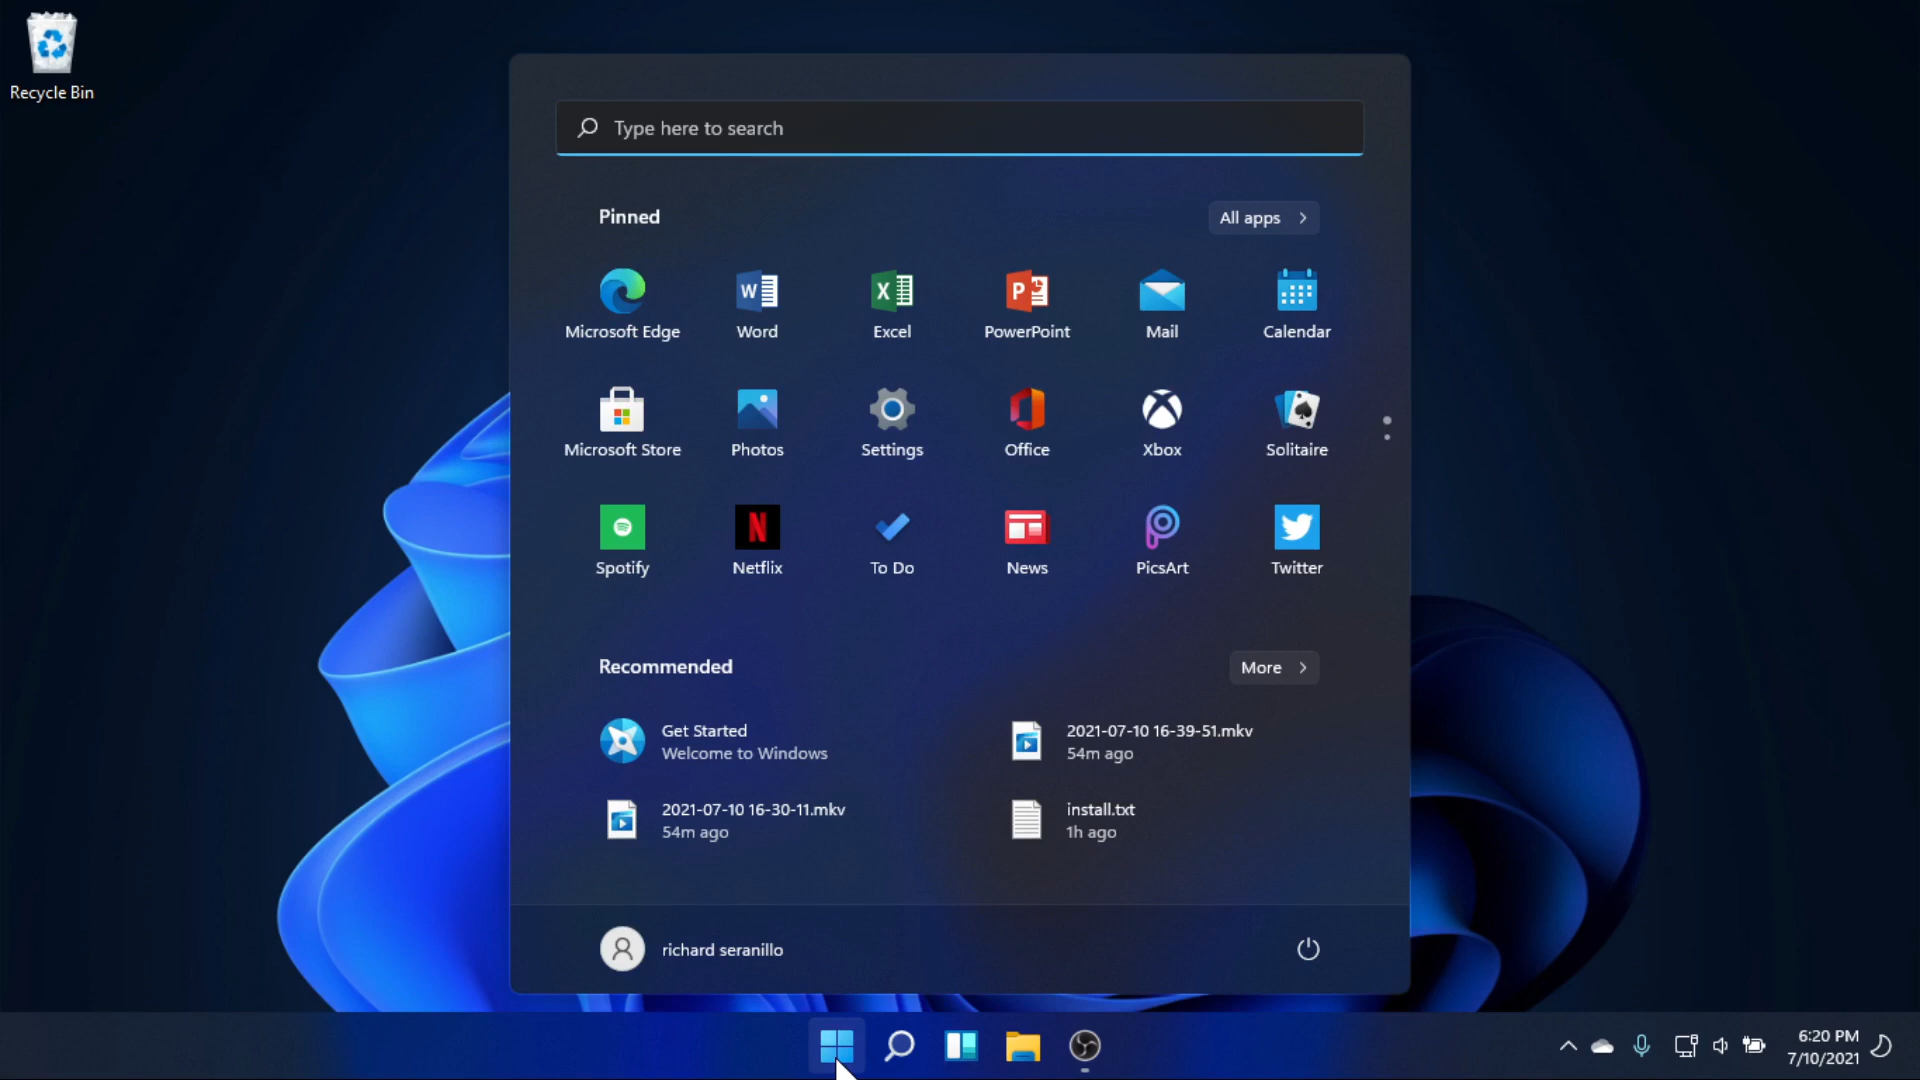 Recycle Bin
Type here to search
Pinned
All apps
Microsoft Edge
Word
Excel
PowerPoint
Mail
Calendar
Microsoft Store
Photos
Settings
Office
Xbox
Solitaire
Spotify
Netflix
To Do
News
PicsArt
Twitter
Recommended
More
Get Started
Welcome to Windows
2021-07-10 16-39-51.mkv
54m ago
2021-07-10 16-30-11.mkv
54m ago
install.txt
1h ago
richard seranillo
6:20 PM
7/10/2021